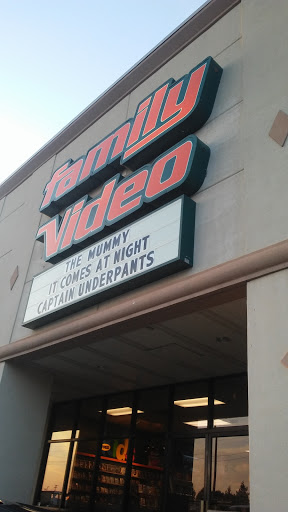 family
Video
THE MUMMY
IT COMES AT NIGHT
CAPTAIN UNDERPANTS